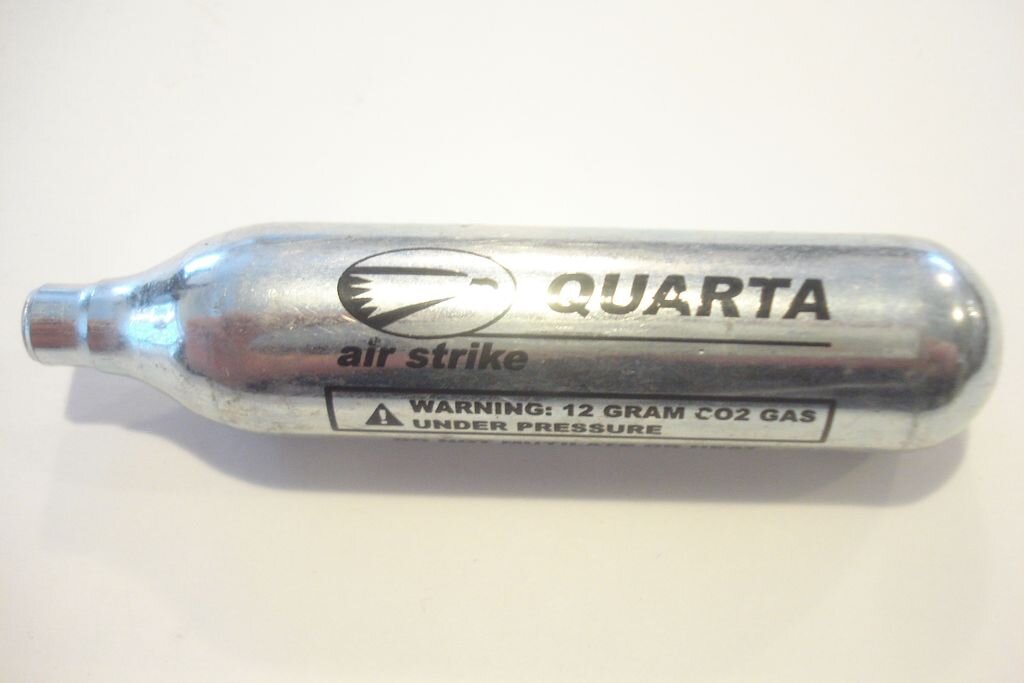 QUARTA
air strike
WARNING: 12 GRAM CO2 GAS
UNDER PRESSURE